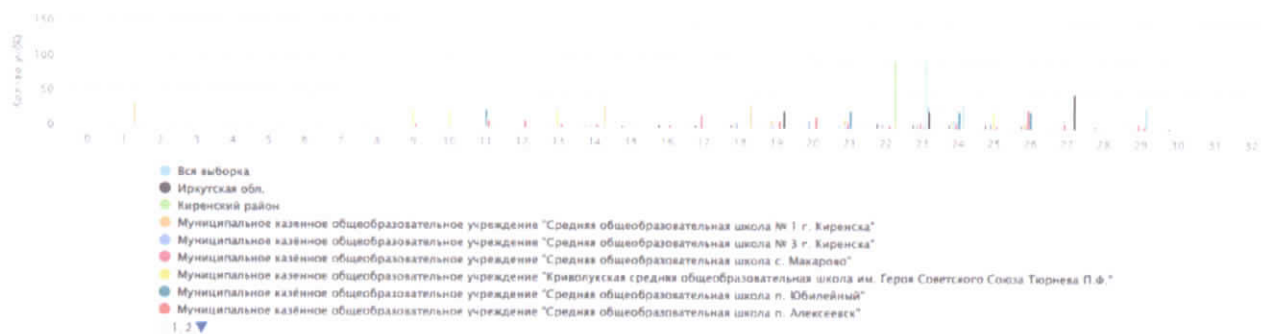 150
100
50
0
0 1 2 3 4 5 6 7 8 9 10 11 12 13 14 15 16 17 18 19 20 21 22 23 24 25 26 27 28 29 30 31 32
Вся выборка
Иркутская обл.
Киренский район
Муниципальное казённое общеобразовательное учреждение "Средняя общеобразовательная школа № 1 г. Киренска"
Муниципальное казённое общеобразовательное учреждение "Средняя общеобразовательная школа № 3 г. Киренска"
Муниципальное казённое общеобразовательное учреждение "Средняя общеобразовательная школа с. Макарово"
Муниципальное казённое общеобразовательное учреждение "Криволукская средняя общеобразовательная школа им. Героя Советского Союза Тюрнева П.Ф."
Муниципальное казённое общеобразовательное учреждение "Средняя общеобразовательная школа п. Юбилейный"
Муниципальное казённое общеобразовательное учреждение "Средняя общеобразовательная школа п. Алексеевск"
1, 2